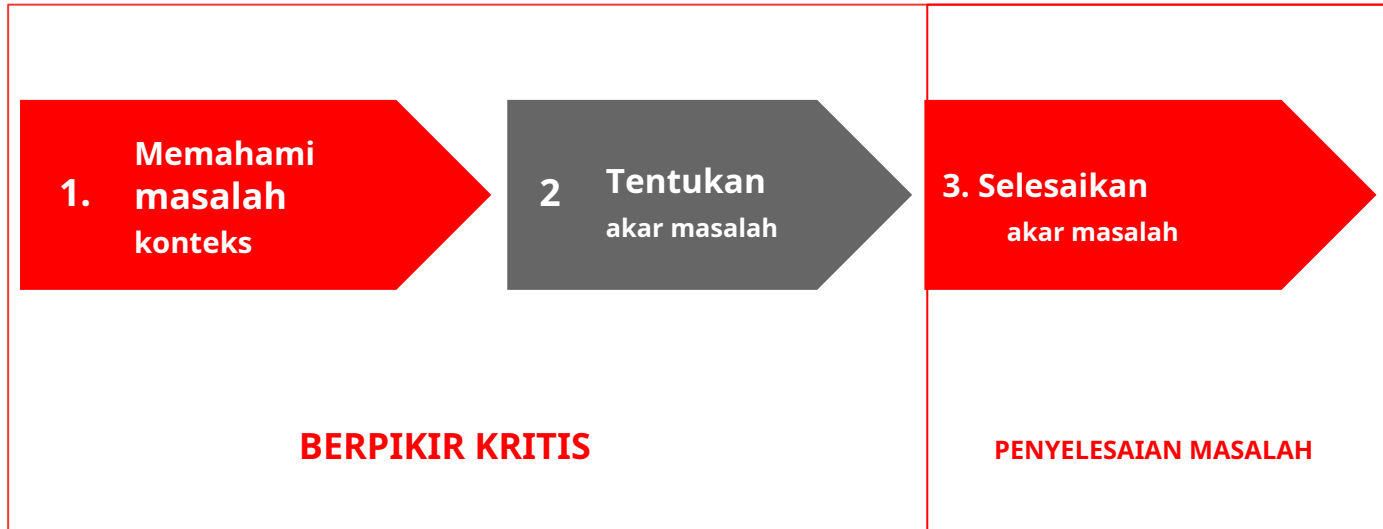 1.
Memahami
masalah
konteks
2
Tentukan
akar masalah
3. Selesaikan
akar masalah
BERPIKIR KRITIS
PENYELESAIAN MASALAH